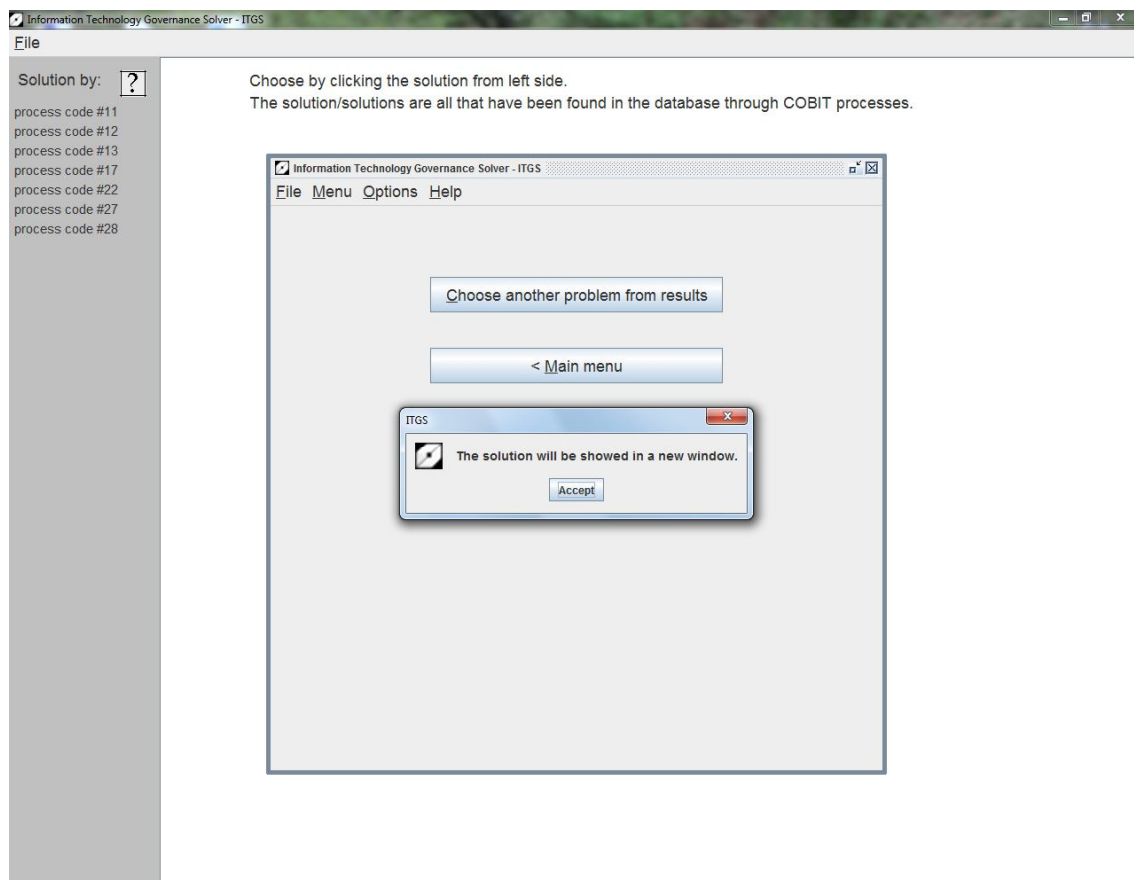 Information Technology Governance Solver - ITGS
File
Solution by: ?
process code #11
process code #12
process code #13
process code #17
process code #22
process code #27
process code #28
Choose by clicking the solution from left side.
The solution/solutions are all that have been found in the database through COBIT processes.
Information Technology Governance Solver - ITGS
File Menu Options Help
Choose another problem from results
< Main menu
ITGS
The solution will be showed in a new window.
Accept